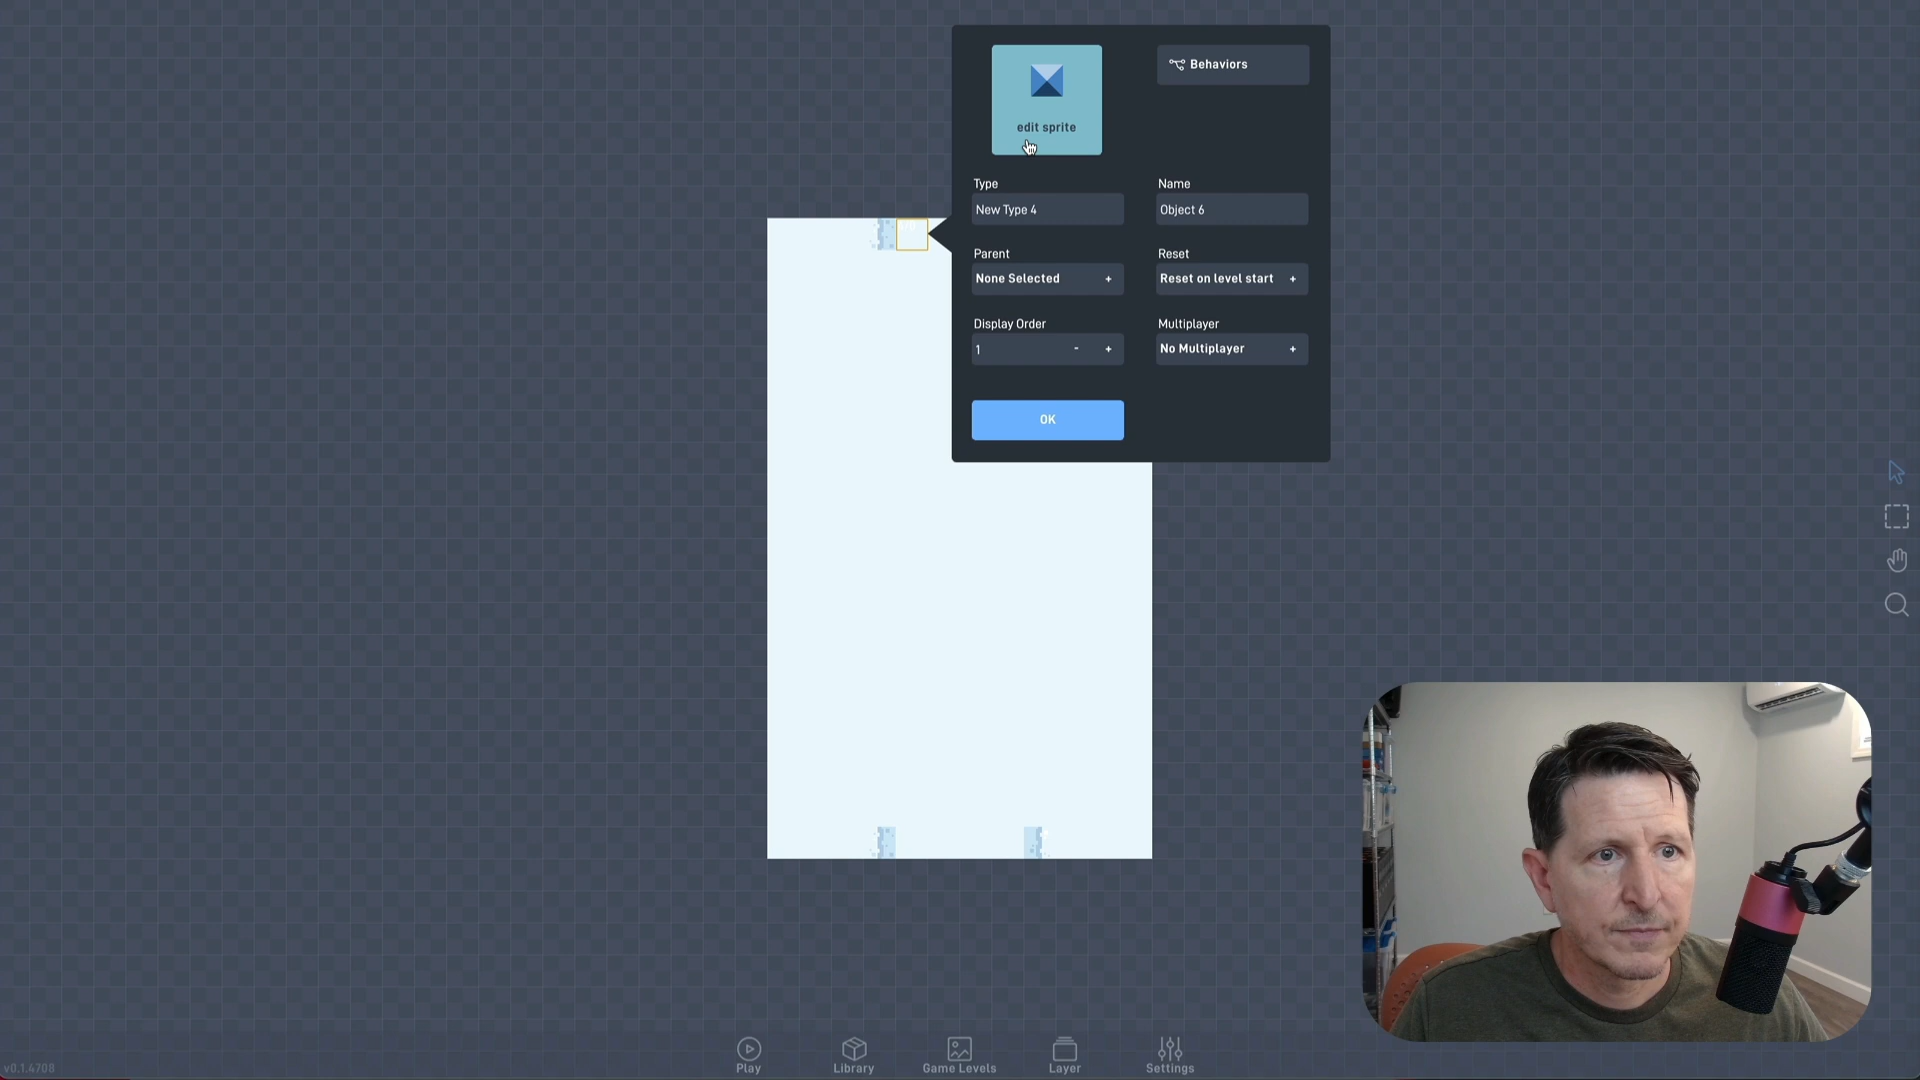 Behaviors
edit sprite
Type
Name
New Type 4
Object 6
Parent
Reset
None Selected +
Reset on level start +
Display Order
Multiplayer
1 - +
No Multiplayer +
OK
Play
Library
Game Levels
Layer
Settings
v0.1.4708